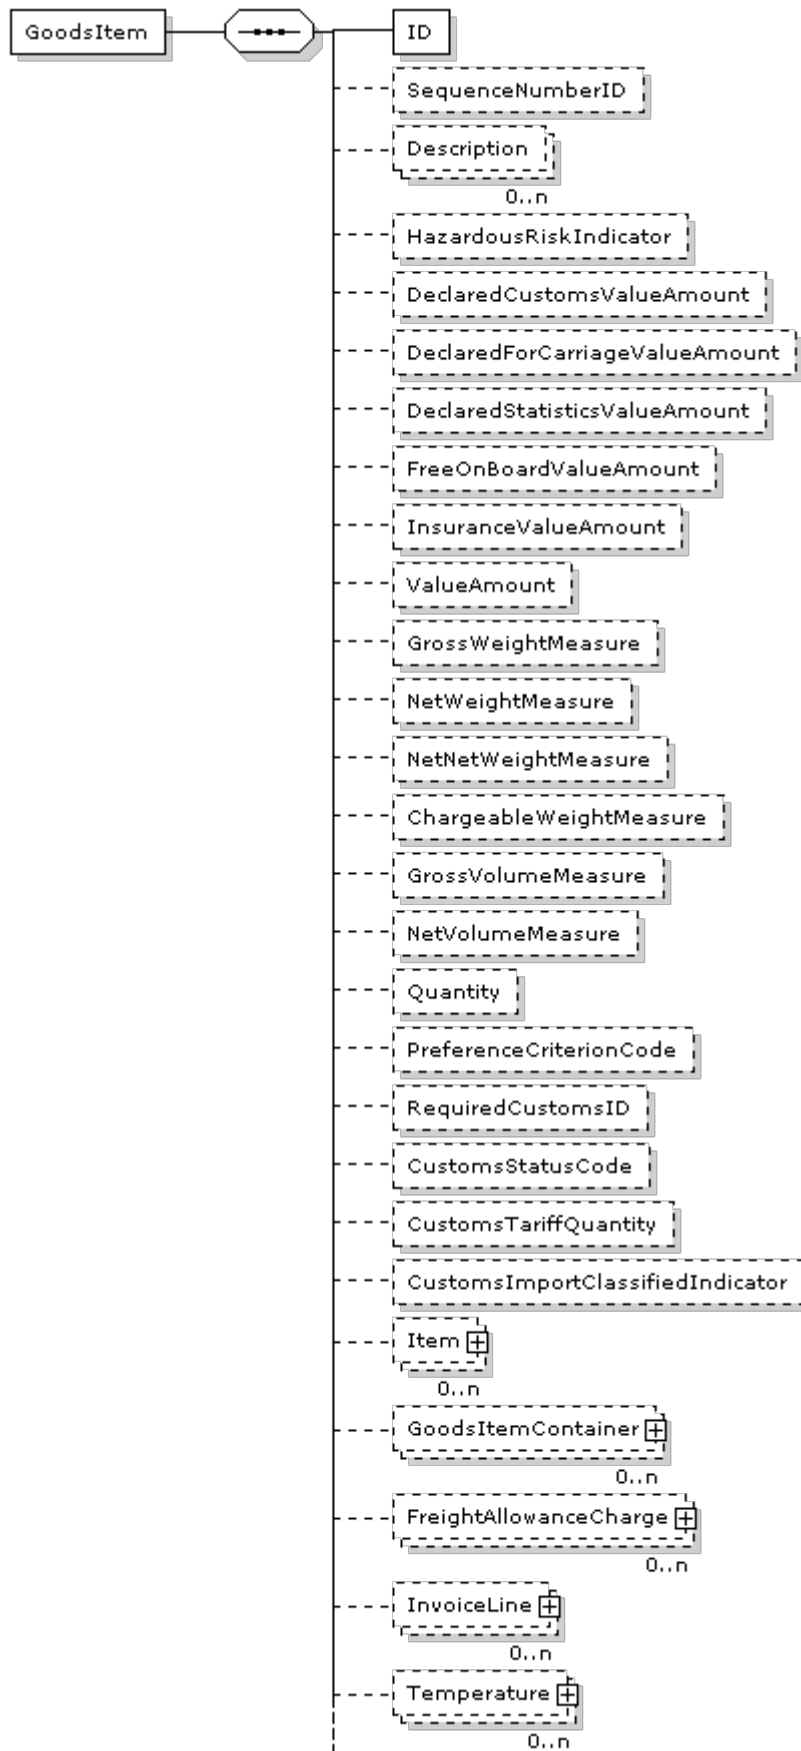 GoodsItem
ID
SequenceNumberID
Description
0..n
HazardousRiskIndicator
DeclaredCustomsValueAmount
DeclaredForCarriageValueAmount
DeclaredStatisticsValueAmount
FreeOnBoardValueAmount
InsuranceValueAmount
ValueAmount
GrossWeightMeasure
NetWeightMeasure
NetNetWeightMeasure
ChargeableWeightMeasure
GrossVolumeMeasure
NetVolumeMeasure
Quantity
PreferenceCriterionCode
RequiredCustomsID
CustomsStatusCode
CustomsTariffQuantity
CustomsImportClassifiedIndicator
Item
0..n
GoodsItemContainer
0..n
FreightAllowanceCharge
0..n
InvoiceLine
0..n
Temperature
0..n